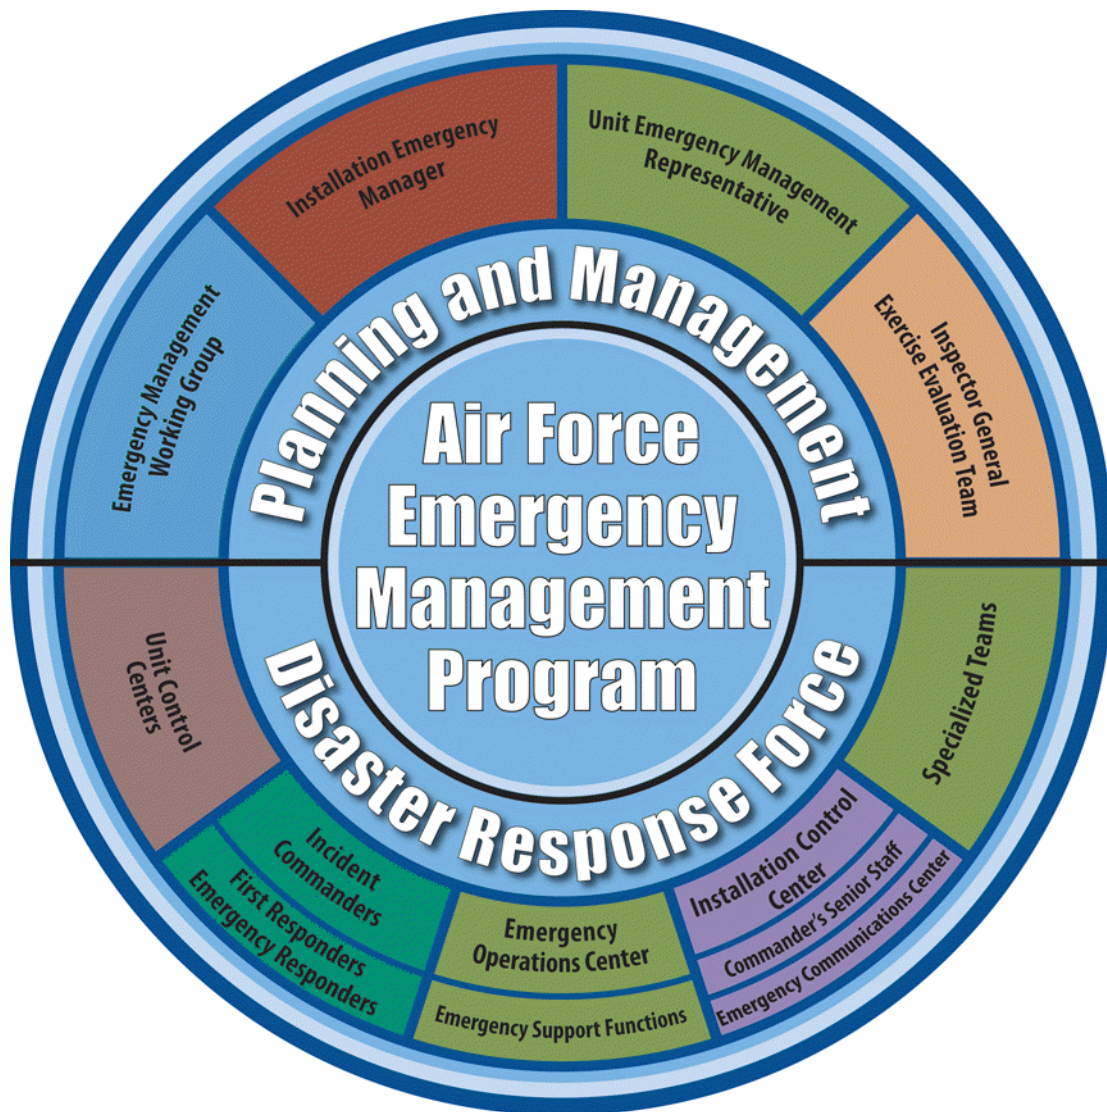 Installation Emergency
Manager
Unit Emergency Management
Representative
Emergency Management
Working Group
Inspector General
Exercise Evaluation Team
Planning and Management
Air Force
Emergency
Management
Program
Disaster Response Force
Unit Control
Centers
Incident
Commanders
First Responders
Emergency Responders
Emergency
Operations Center
Emergency Support Functions
Installation Control
Center
Commander's Senior Staff
Emergency Communications Center
Specialized Teams